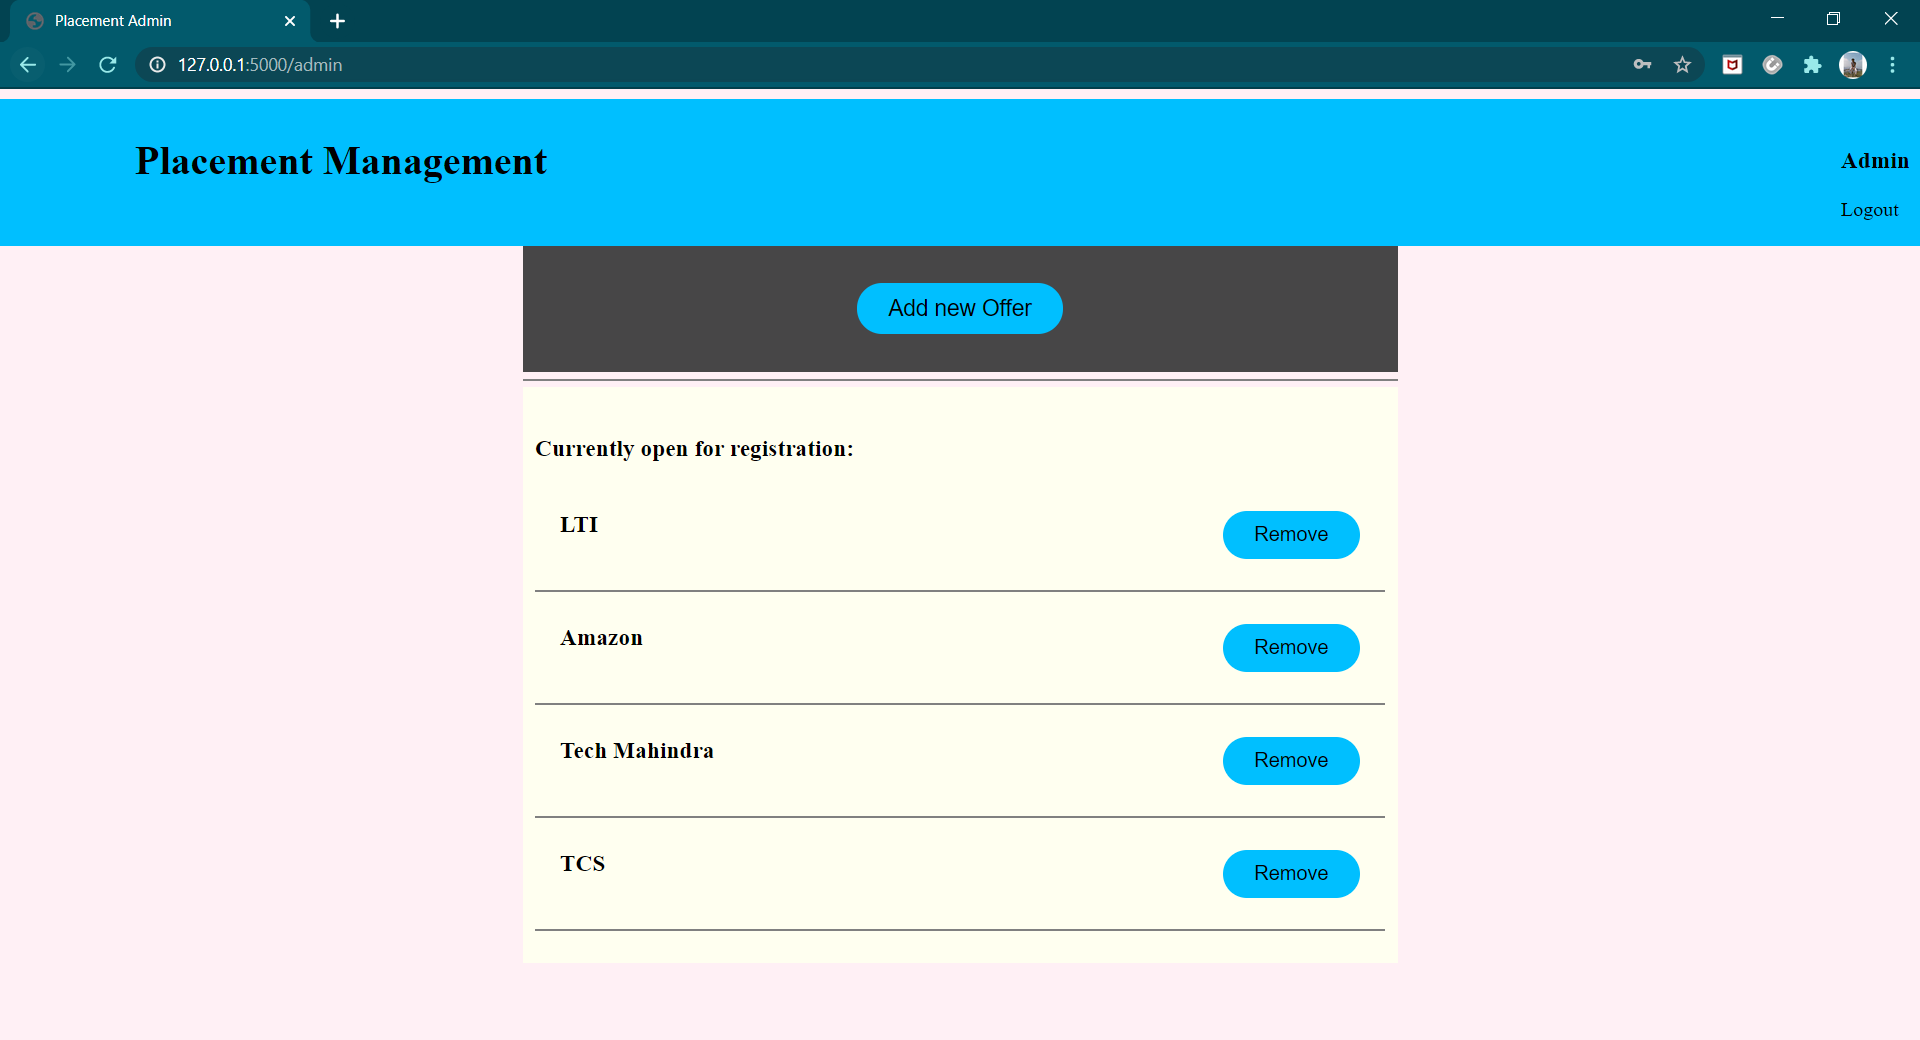 Placement Admin
127.0.0.1:5000/admin
Placement Management
Admin
Logout
Add new Offer
Currently open for registration:
LTI
Remove
Amazon
Remove
Tech Mahindra
Remove
TCS
Remove